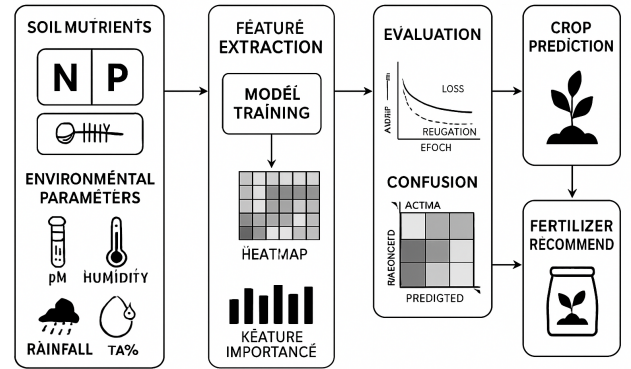 SOIL MUTRIENTS
N P
ENVIRONMENTAL
PARAMETERS
pM HUMIDITY
RAINFALL TA%
FEATURE
EXTRACTION
MODEL
TRAINING
HEATMAP
KEATURE
IMPORTANCE
EVALUATION
LOSS
REUGATION
EFOCH
CONFUSION
ACTMA
PREDIGTED
CROP
PREDICTION
FERTILIZER
RECOMMEND